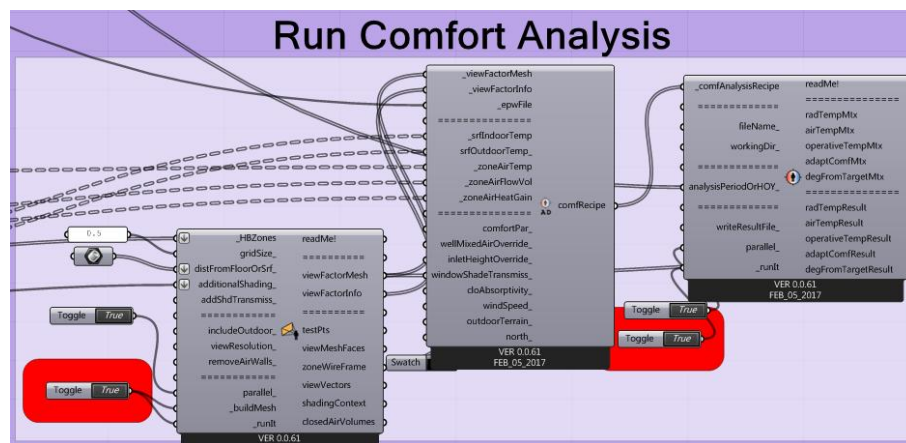 Run Comfort Analysis
_viewFactorMesh
_viewFactorInfo
_epwFile
=============
_srfIndoorTemp
srfOutdoorTemp_
_zoneAirTemp
_zoneAirFlowVol
_zoneAirHeatGain
=============
comfortPar_
wellMixedAirOverride_
inletHeightOverride_
windowShadeTransmiss_
cloAbsorptivity_
windSpeed_
outdoorTerrain_
north_
AD
comfRecipe
VER 0.0.61
FEB_05_2017
_comfAnalysisRecipe
=============
fileName_
workingDir_
=============
analysisPeriodOrHOY_
=============
writeResultFile_
parallel_
_runIt
readMe!
==============
radTempMtx
airTempMtx
operativeTempMtx
adaptComfMtx
degFromTargetMtx
==============
radTempResult
airTempResult
operativeTempResult
adaptComfResult
degFromTargetResult
VER 0.0.61
FEB_05_2017
0.5
_HBZones
gridSize_
distFromFloorOrSrf_
additionalShading_
addShdTransmiss_
============
includeOutdoor_
viewResolution_
removeAirWalls_
============
parallel_
_buildMesh
_runIt
readMe!
==========
viewFactorMesh
viewFactorInfo
==========
testPts
viewMeshFaces
zoneWireFrame
viewVectors
shadingContext
closedAirVolumes
VER 0.0.61
Toggle True
Toggle True
Swatch
Toggle True
Toggle True